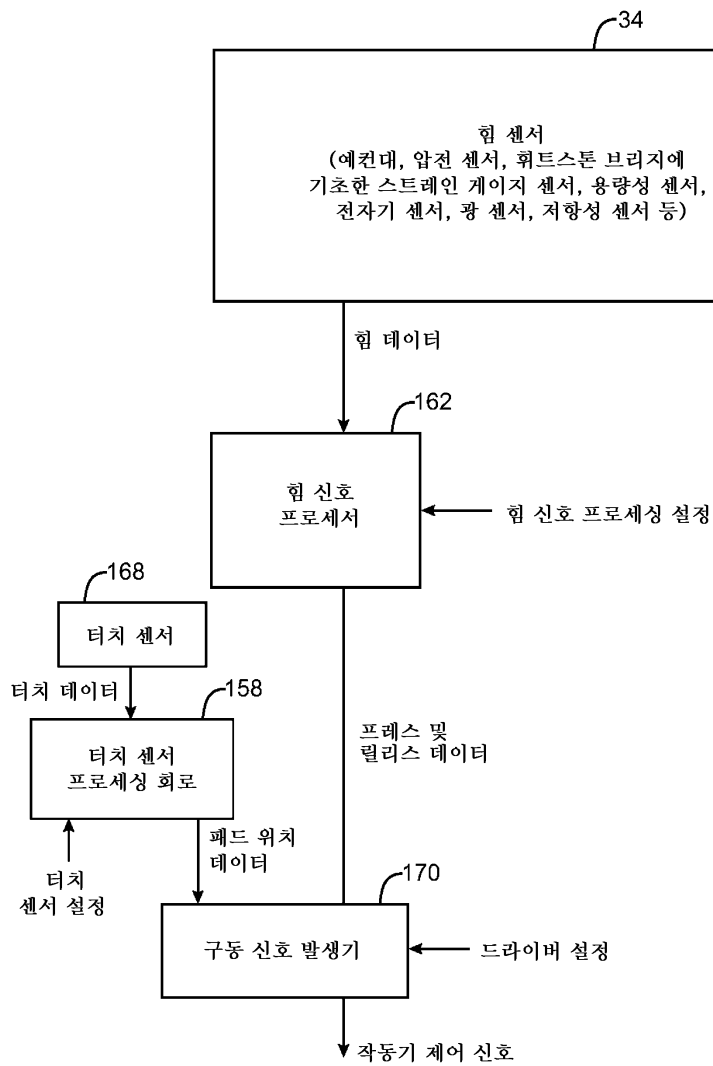 34
힘 센서
(예컨대, 압전 센서, 휘트스톤 브리지에
기초한 스트레인 게이지 센서, 용량성 센서,
전자기 센서, 광 센서, 저항성 센서 등)
힘 데이터
162
힘 신호
프로세서
힘 신호 프로세싱 설정
168
터치 센서
터치 데이터
158
터치 센서
프로세싱 회로
프레스 및
릴리스 데이터
터치
센서 설정
패드 위치
데이터
170
구동 신호 발생기
드라이버 설정
작동기 제어 신호